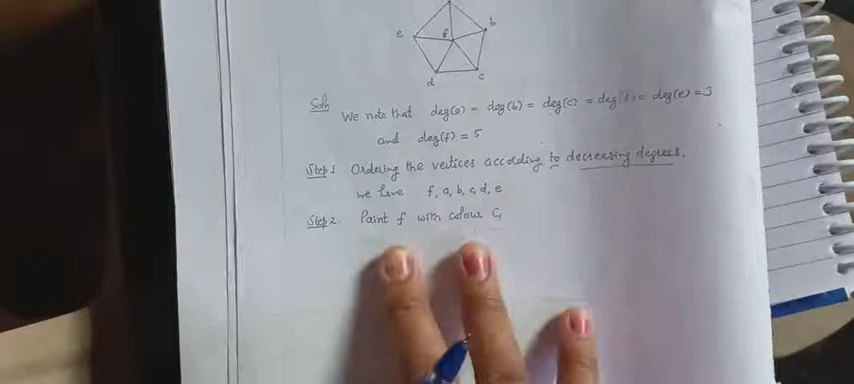 b
e
f
d
c
Soln
We note that deg(a) = deg(b) = deg(c) = deg(d) = deg(e) = 3
and deg(f) = 5
Step 1 Ordering the vertices according to decreasing degrees.
we have f, a, b, c, d, e
Step 2. Paint f with colour C1